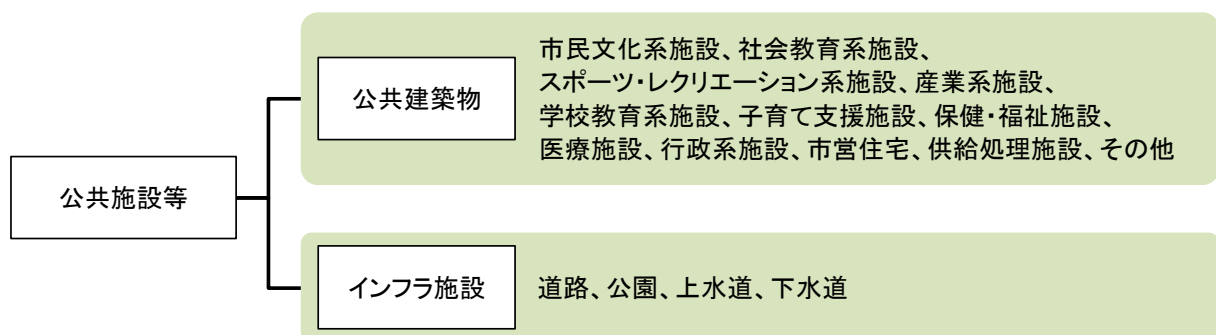 公共施設等
公共建築物
市民文化系施設、社会教育系施設、
スポーツ・レクリエーション系施設、産業系施設、
学校教育系施設、子育て支援施設、保健・福祉施設、
医療施設、行政系施設、市営住宅、供給処理施設、その他
インフラ施設
道路、公園、上水道、下水道